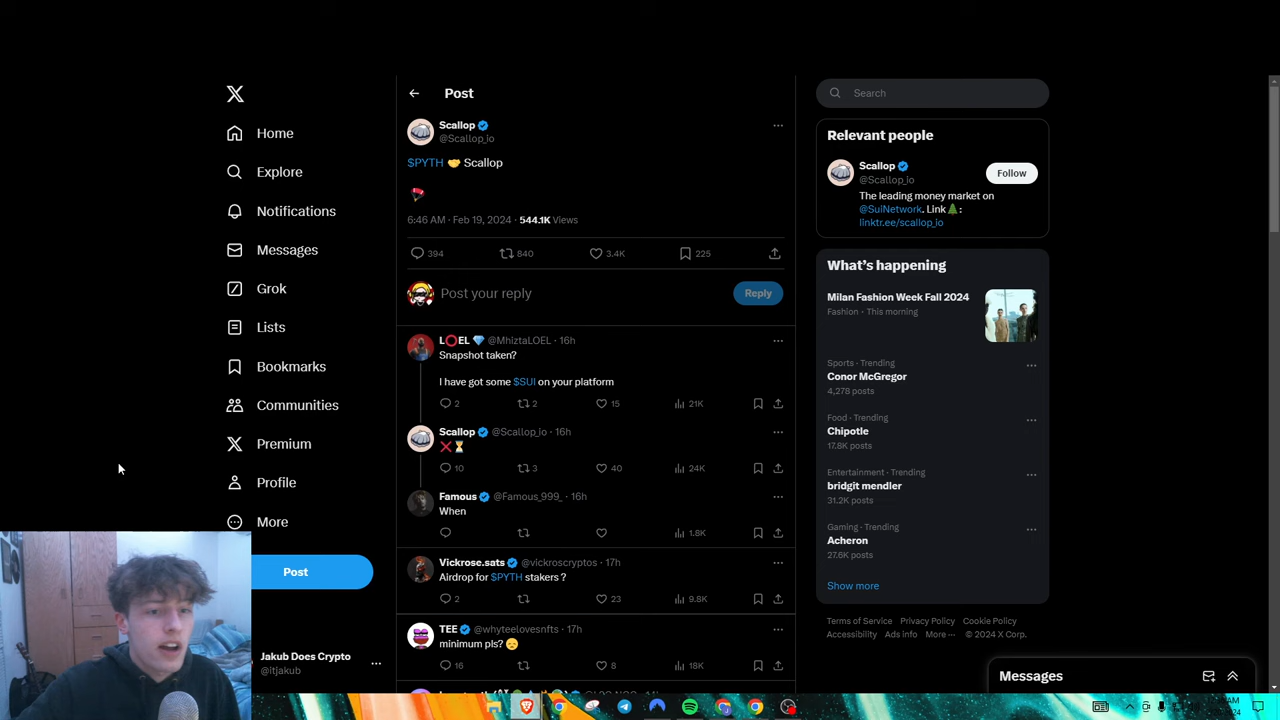 Post
Scallop
@Scallop_io
$PYTH 🤝 Scallop
6:46 AM · Feb 19, 2024 · 544.1K Views
394 840 3.4K 225
Post your reply
Reply
L⭕EL 💎 @MhiztaLOEL · 16h
Snapshot taken?
I have got some $SUI on your platform
2 2 15 21K
Scallop @Scallop_io · 16h
❌⏳
10 3 40 24K
Famous @Famous_999_ · 16h
When
1.8K
Vickrose.sats @vickroscryptos · 17h
Airdrop for $PYTH stakers ?
2 23 9.8K
TEE @whyteelovesnfts · 17h
minimum pls? 😞
16 8 18K
Home
Explore
Notifications
Messages
Grok
Lists
Bookmarks
Communities
Premium
Profile
More
Post
Jakub Does Crypto
@itjakub
Search
Relevant people
Scallop
@Scallop_io
Follow
The leading money market on
@SuiNetwork. Link🌲:
linktr.ee/scallop_io
What's happening
Milan Fashion Week Fall 2024
Fashion · This morning
Sports · Trending
Conor McGregor
4,278 posts
Food · Trending
Chipotle
17.8K posts
Entertainment · Trending
bridgit mendler
31.2K posts
Gaming · Trending
Acheron
27.6K posts
Show more
Terms of Service Privacy Policy Cookie Policy
Accessibility Ads info More ··· © 2024 X Corp.
Messages